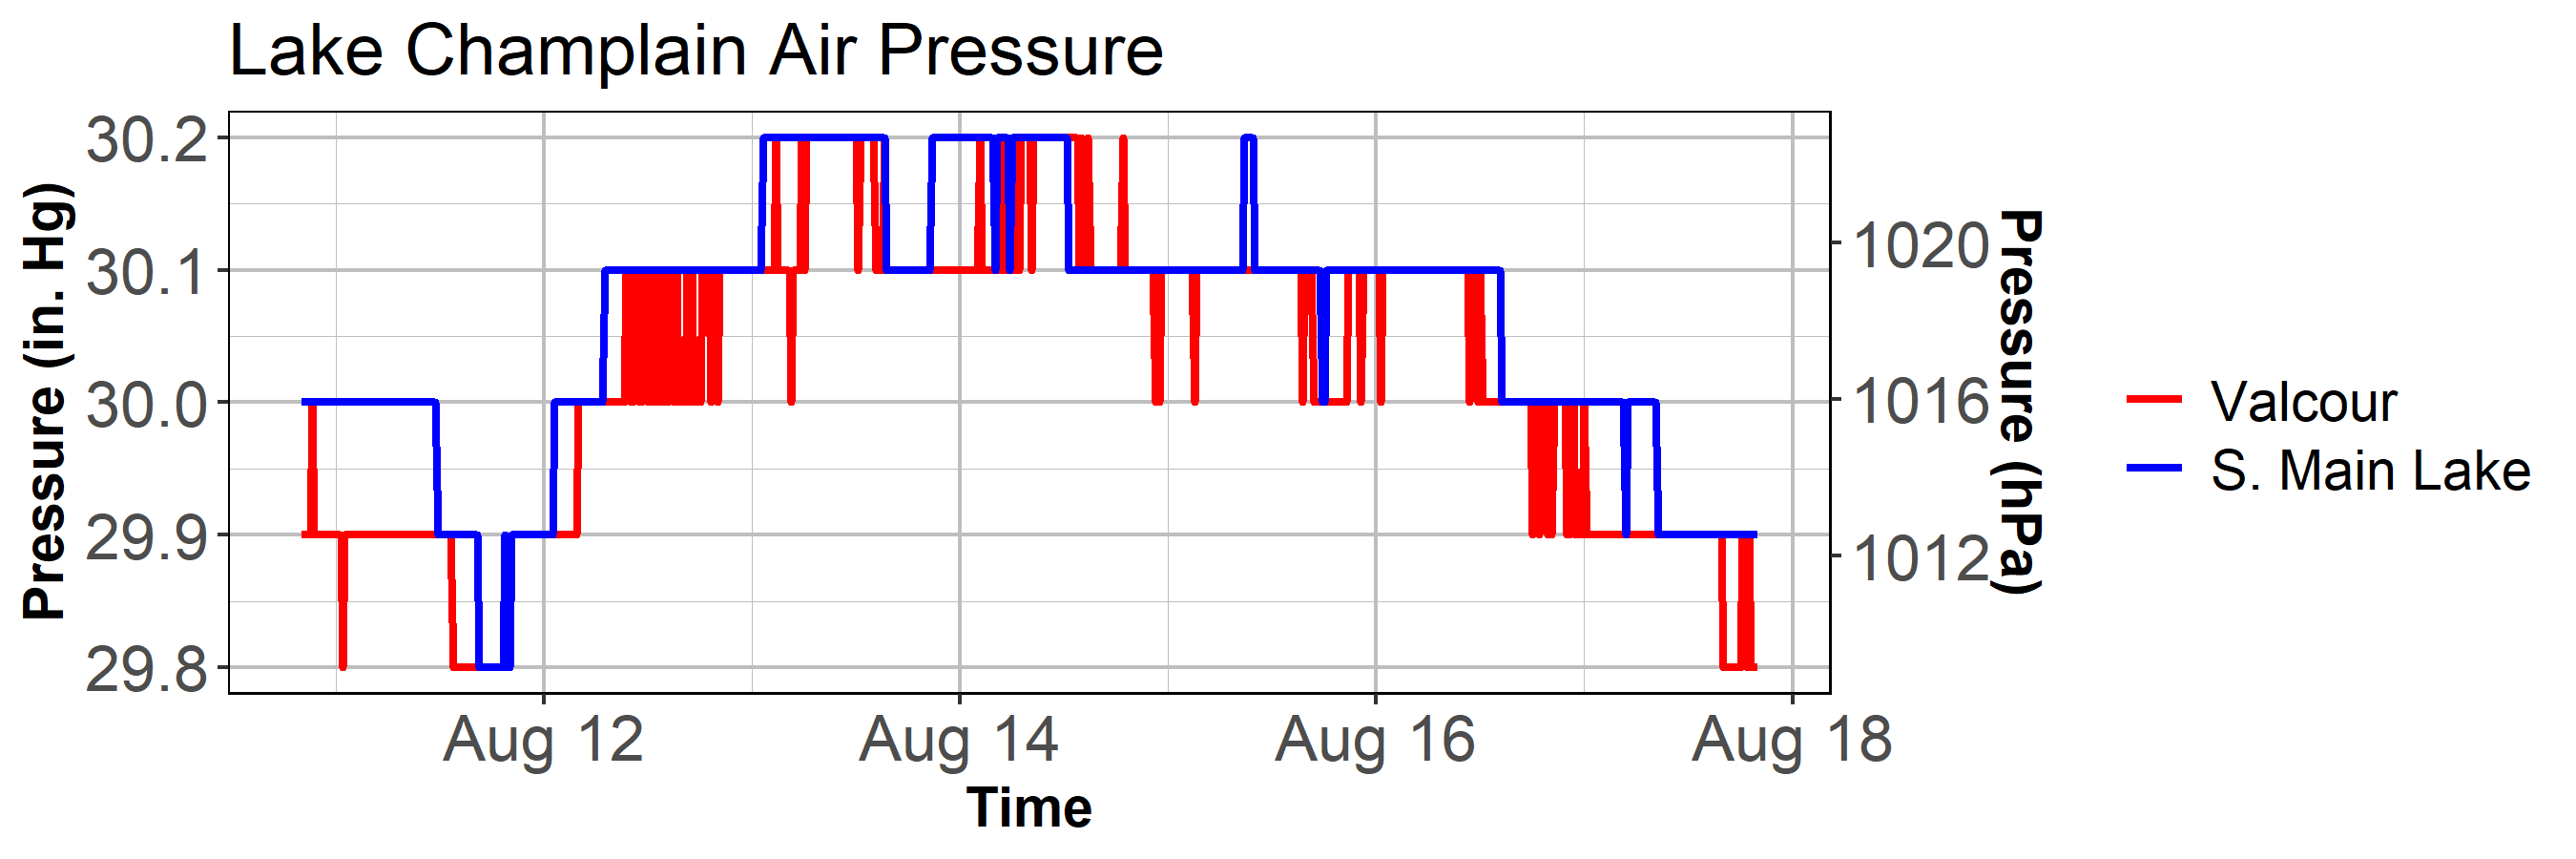 Lake Champlain Air Pressure
30.2
30.1
30.0
29.9
29.8
Pressure (in. Hg)
1020
1016
1012
Pressure (hPa)
Aug 12
Aug 14
Aug 16
Aug 18
Time
Valcour
S. Main Lake